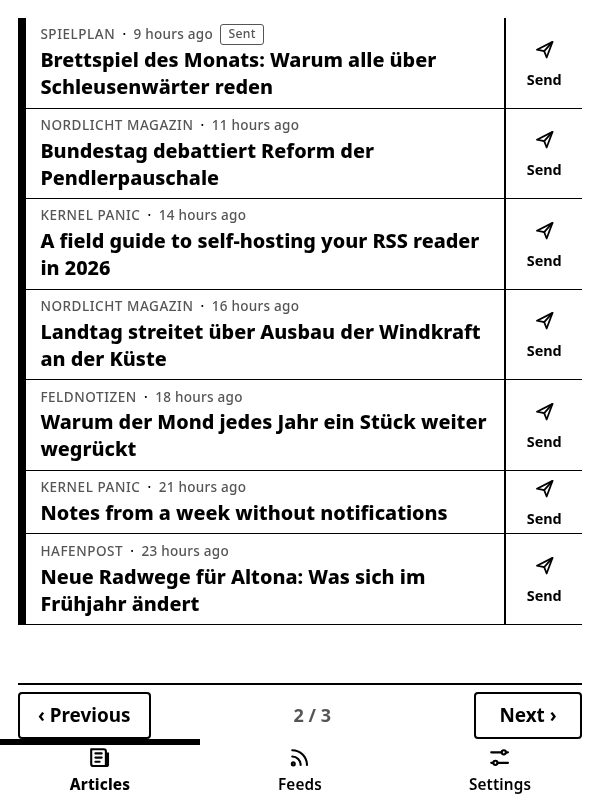 SPIELPLAN · 9 hours ago Sent
Brettspiel des Monats: Warum alle über
Schleusenwärter reden
Send
NORDLICHT MAGAZIN · 11 hours ago
Bundestag debattiert Reform der
Pendlerpauschale
Send
KERNEL PANIC · 14 hours ago
A field guide to self-hosting your RSS reader
in 2026
Send
NORDLICHT MAGAZIN · 16 hours ago
Landtag streitet über Ausbau der Windkraft
an der Küste
Send
FELDNOTIZEN · 18 hours ago
Warum der Mond jedes Jahr ein Stück weiter
wegrückt
Send
KERNEL PANIC · 21 hours ago
Notes from a week without notifications
Send
HAFENPOST · 23 hours ago
Neue Radwege für Altona: Was sich im
Frühjahr ändert
Send
‹ Previous
2 / 3
Next ›
Articles
Feeds
Settings